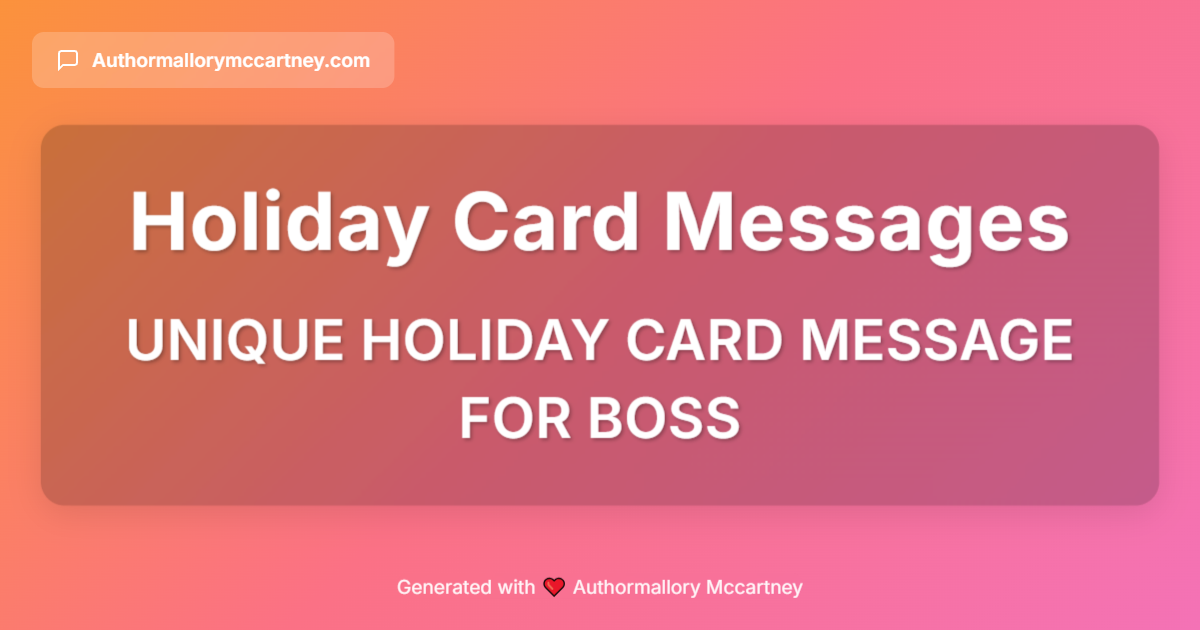 Authormallorymccartney.com
Holiday Card Messages
UNIQUE HOLIDAY CARD MESSAGE
FOR BOSS
Generated with ❤️ Authormallory Mccartney